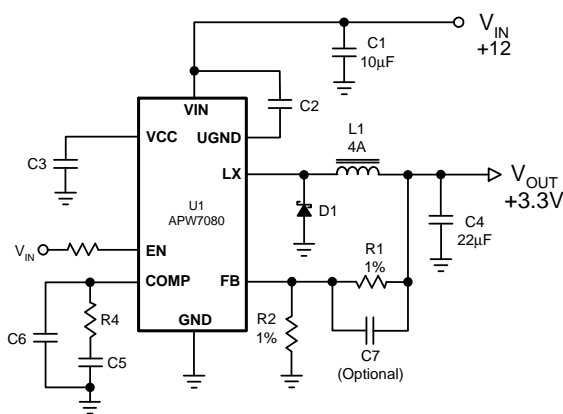 C1
10µF
V_IN
+12
C2
VIN
VCC
UGND
C3
L1
4A
LX
V_OUT
+3.3V
U1
APW7080
D1
C4
22µF
V_IN
EN
R1
1%
COMP
FB
R4
R2
1%
C6
GND
C7
(Optional)
C5